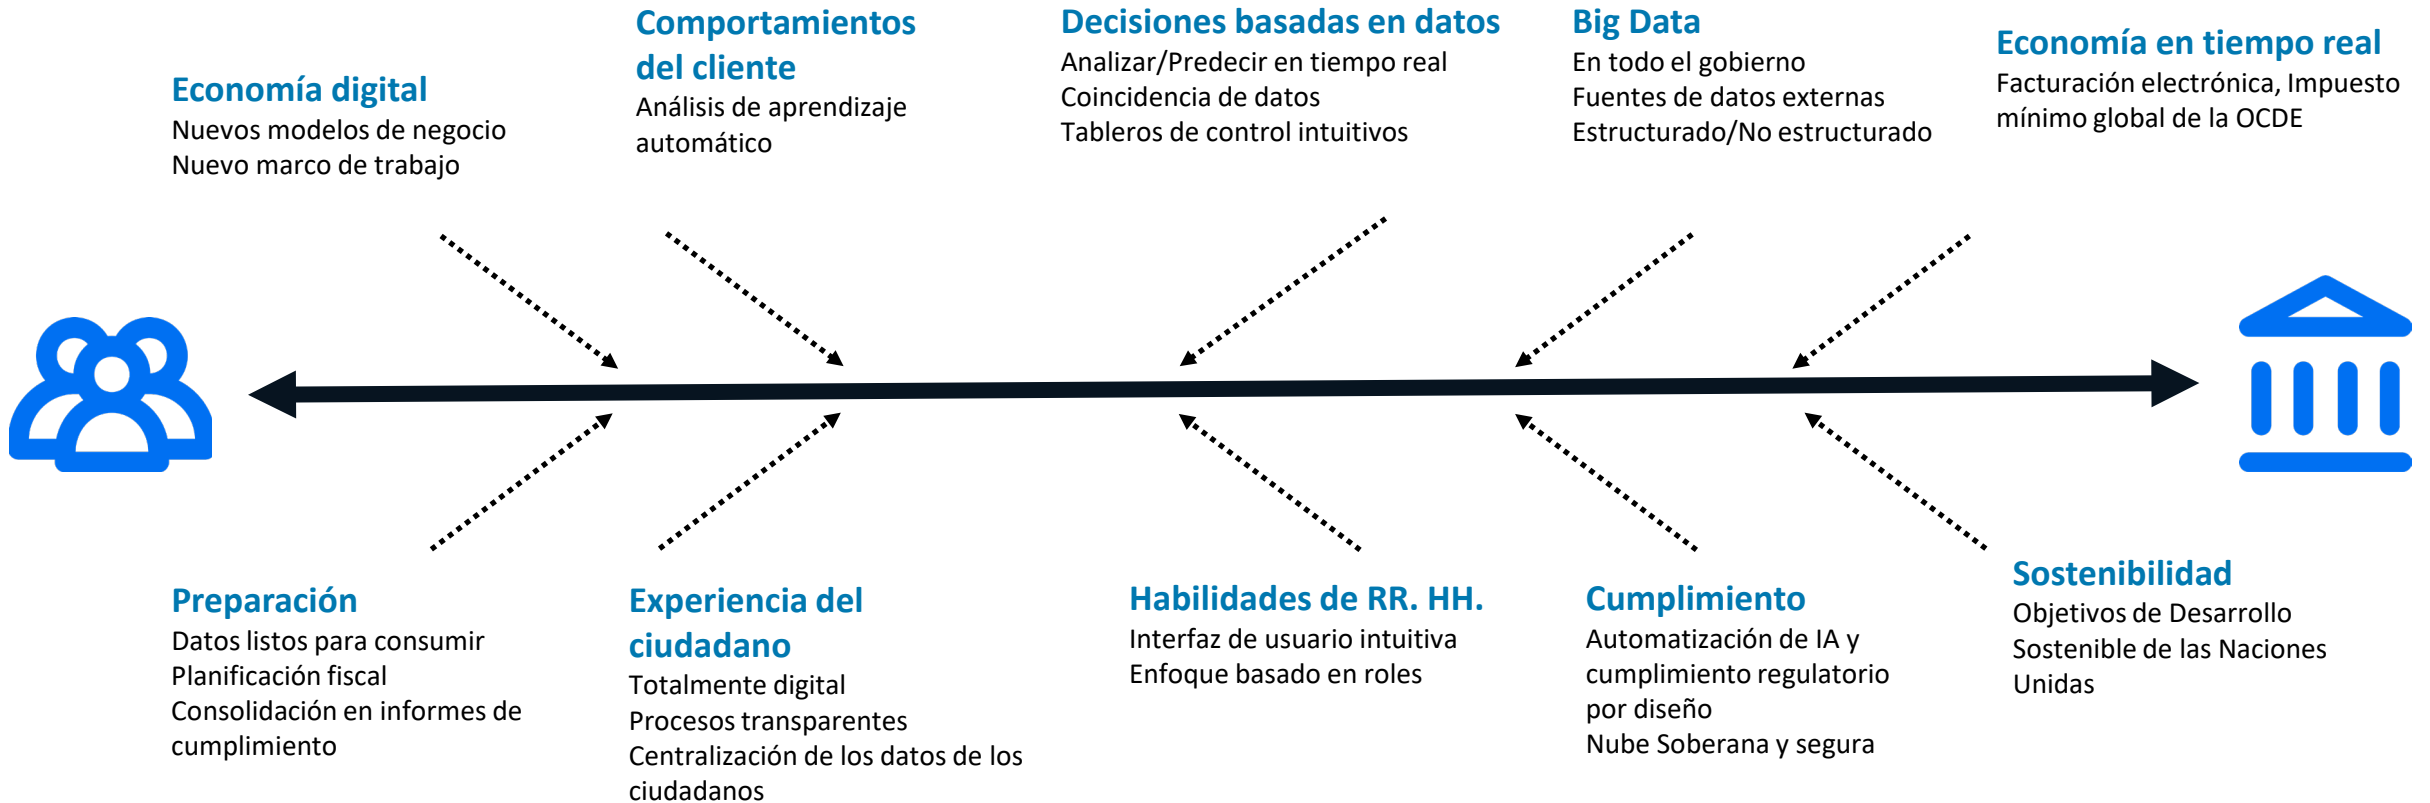 Economía digital
Nuevos modelos de negocio
Nuevo marco de trabajo
Comportamientos
del cliente
Análisis de aprendizaje
automático
Decisiones basadas en datos
Analizar/Predecir en tiempo real
Coincidencia de datos
Tableros de control intuitivos
Big Data
En todo el gobierno
Fuentes de datos externas
Estructurado/No estructurado
Economía en tiempo real
Facturación electrónica, Impuesto
mínimo global de la OCDE
Preparación
Datos listos para consumir
Planificación fiscal
Consolidación en informes de
cumplimiento
Experiencia del
ciudadano
Totalmente digital
Procesos transparentes
Centralización de los datos de los
ciudadanos
Habilidades de RR. HH.
Interfaz de usuario intuitiva
Enfoque basado en roles
Cumplimiento
Automatización de IA y
cumplimiento regulatorio
por diseño
Nube Soberana y segura
Sostenibilidad
Objetivos de Desarrollo
Sostenible de las Naciones
Unidas